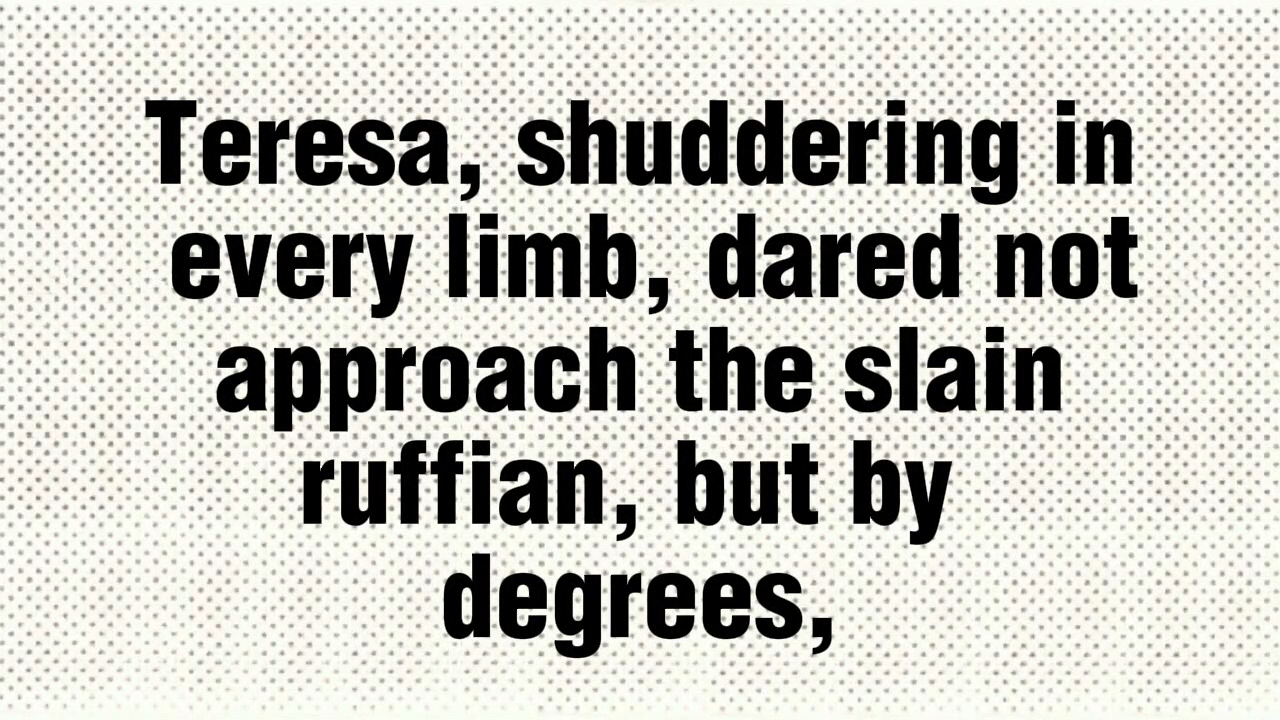 Teresa, shuddering in
every limb, dared not
approach the slain
ruffian, but by
degrees,